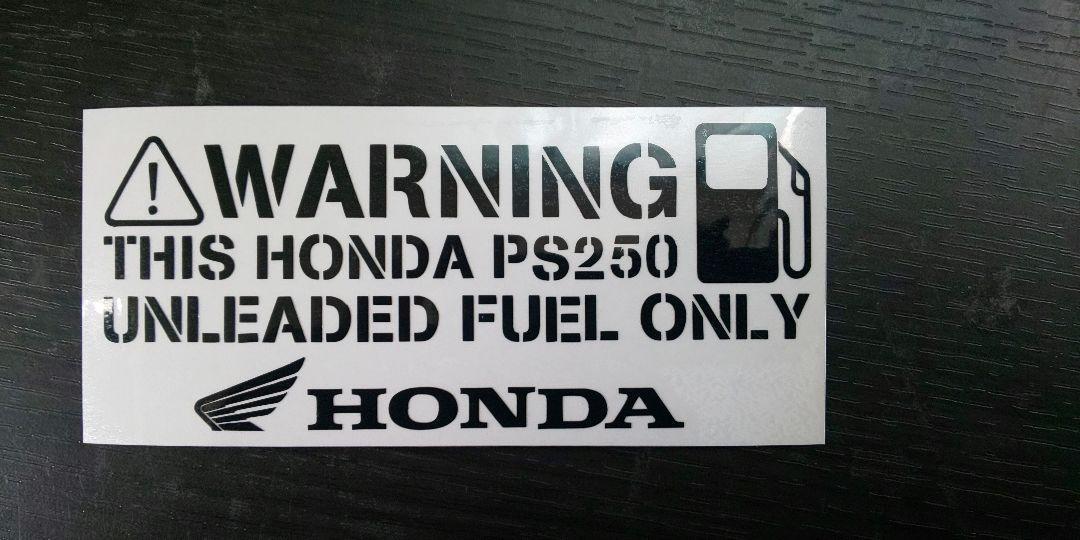 WARNING
THIS HONDA PS250
UNLEADED FUEL ONLY
HONDA